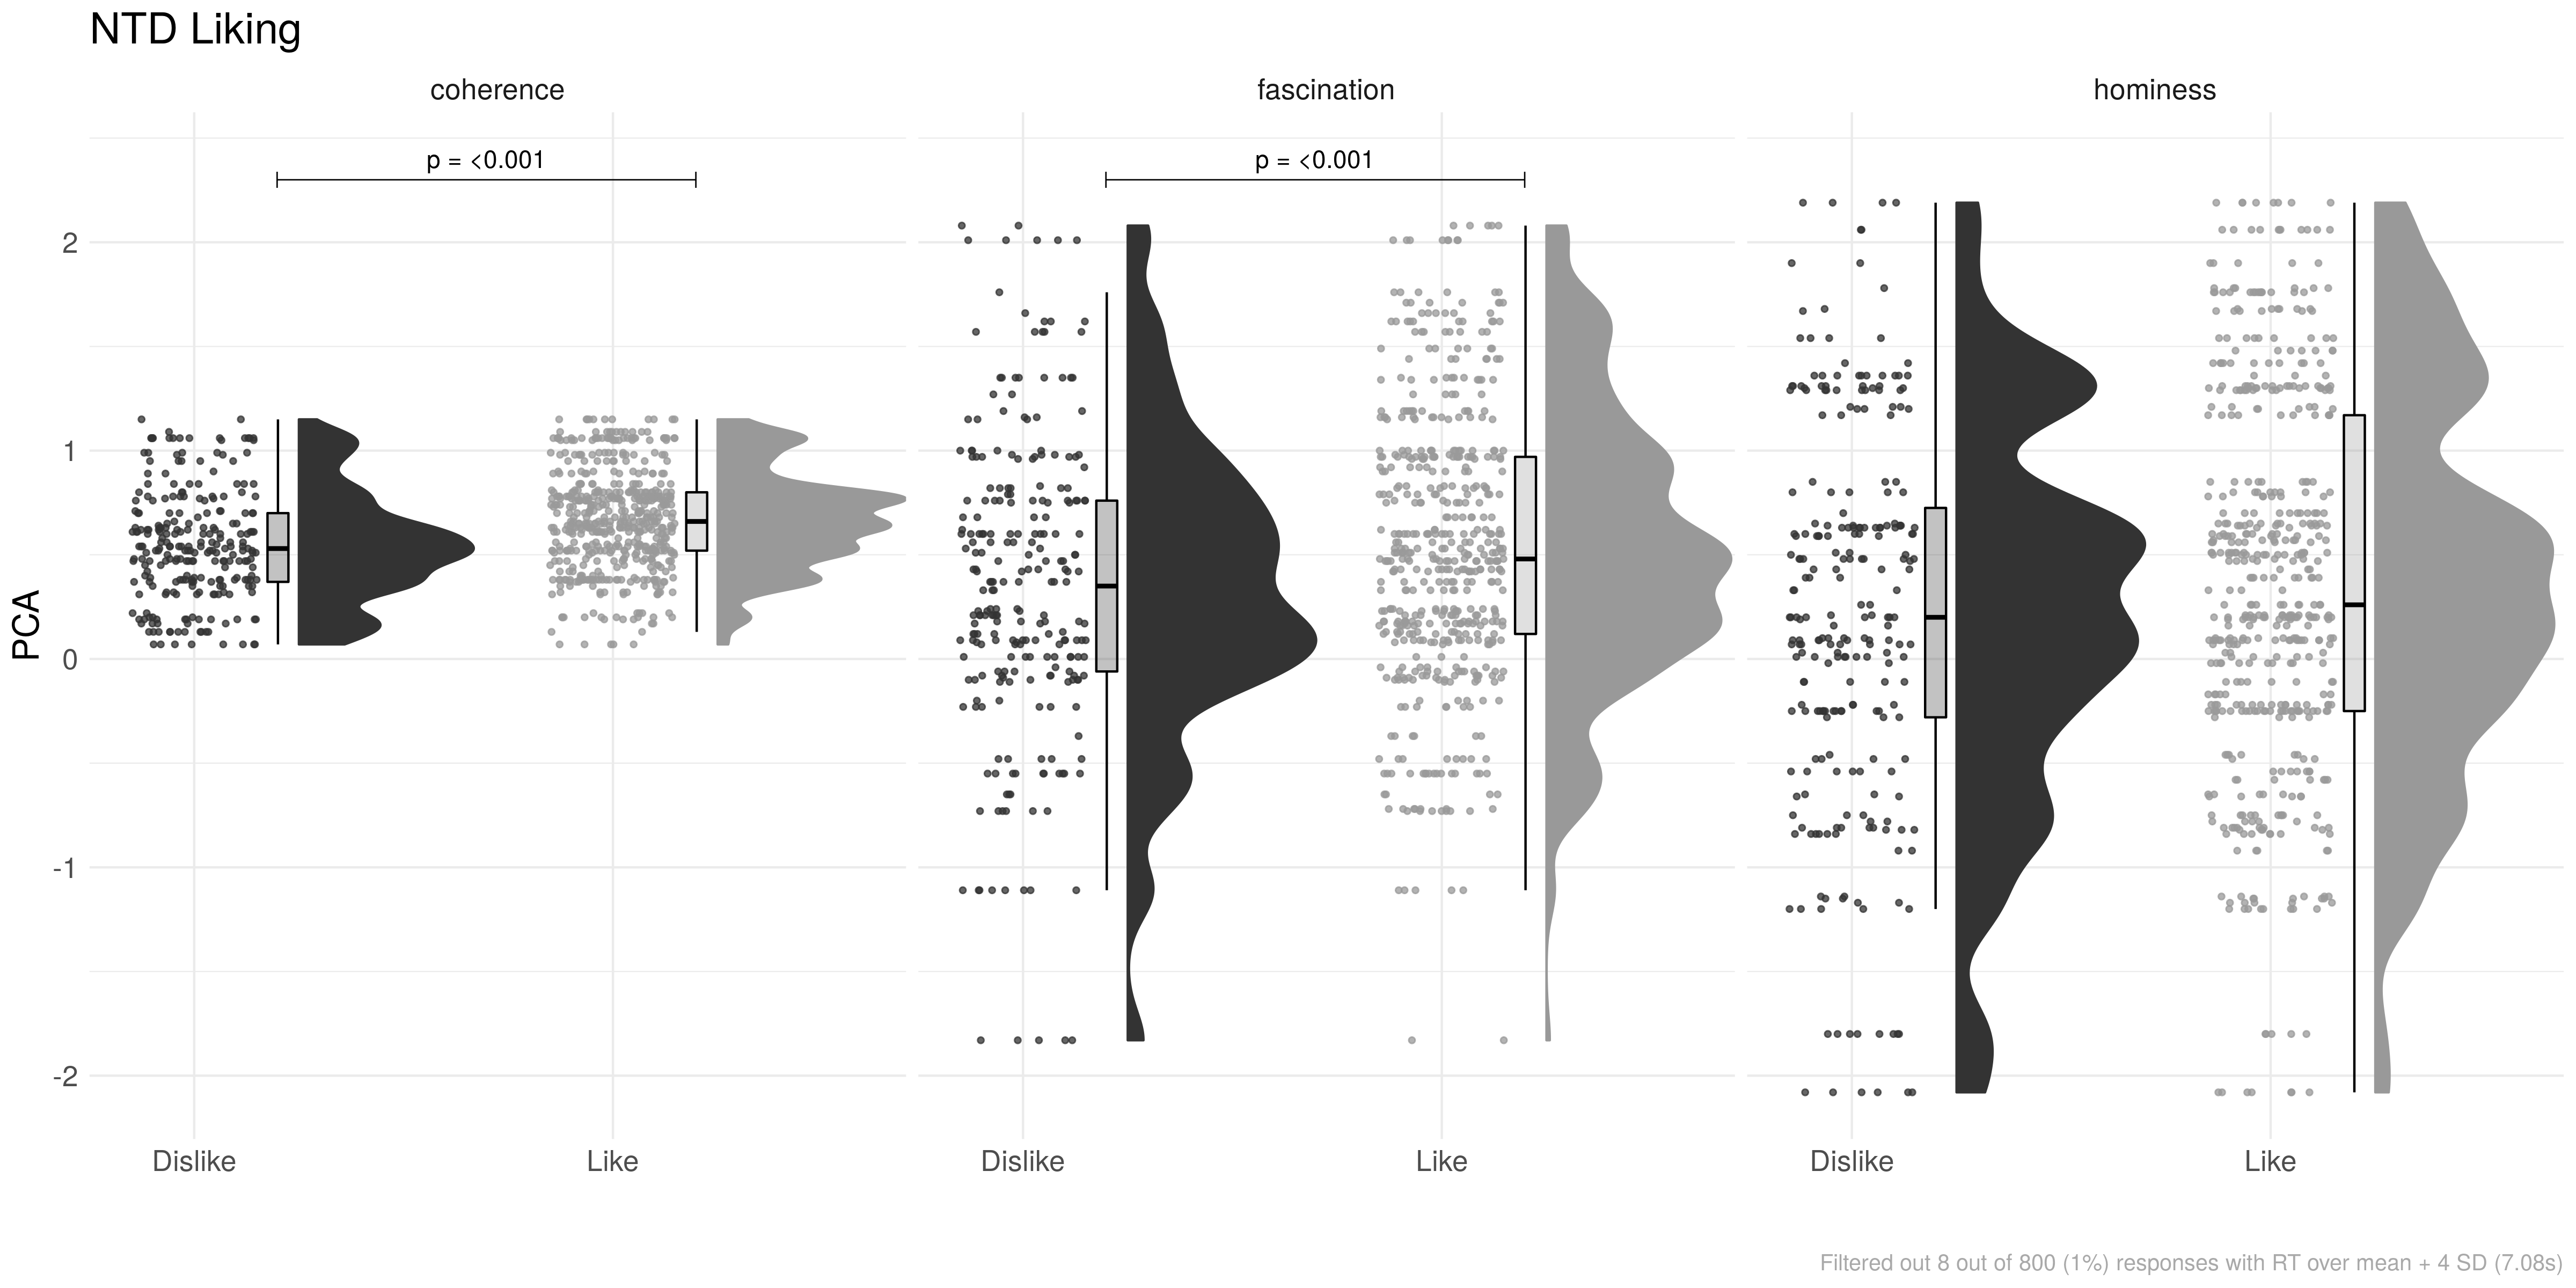 NTD Liking
coherence
fascination
hominess
p = <0.001
p = <0.001
PCA
2
1
0
-1
-2
Dislike
Like
Dislike
Like
Dislike
Like
Filtered out 8 out of 800 (1%) responses with RT over mean + 4 SD (7.08s)